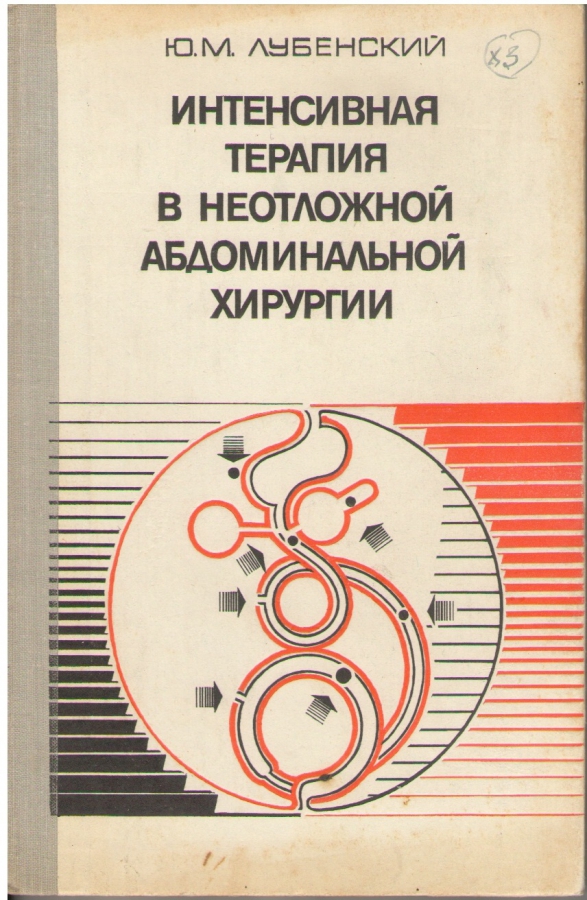 Ю.М. ЛУБЕНСКИЙ
ИНТЕНСИВНАЯ
ТЕРАПИЯ
В НЕОТЛОЖНОЙ
АБДОМИНАЛЬНОЙ
ХИРУРГИИ